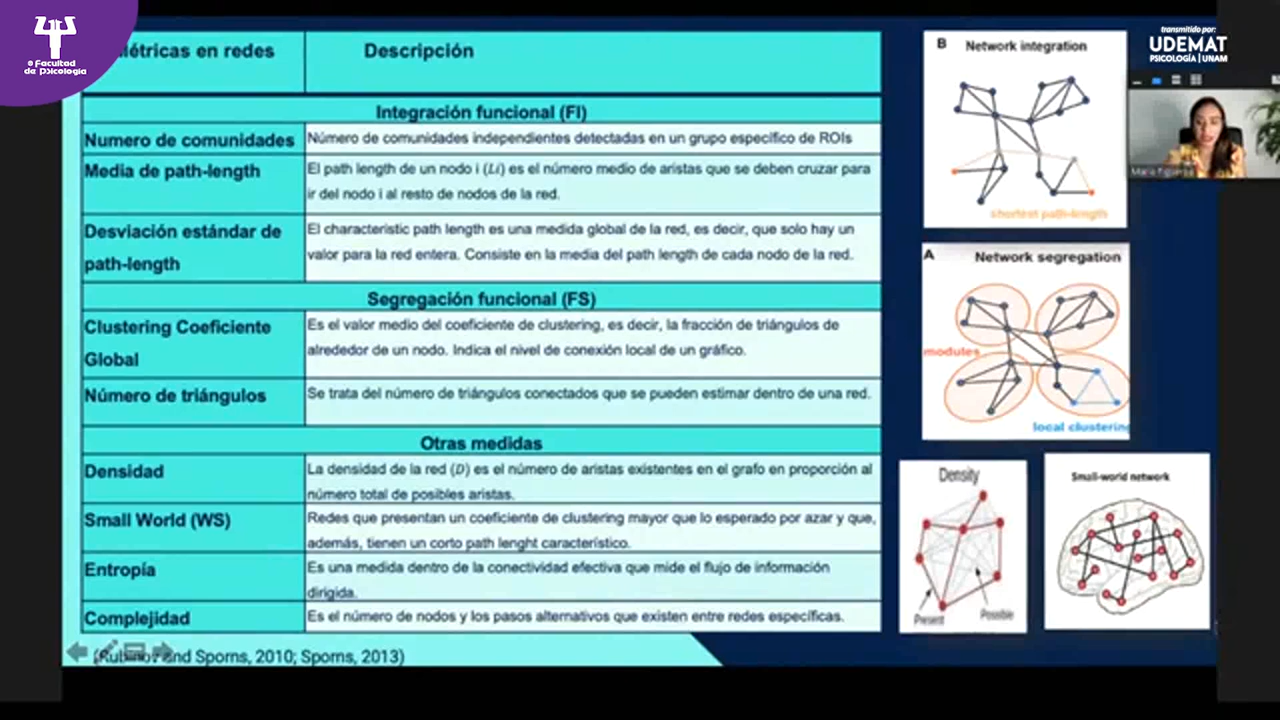 Facultad
de Psicología
étricas en redes
Descripción
Integración funcional (FI)
Numero de comunidades
Número de comunidades independientes detectadas en un grupo específico de ROIs
Media de path-length
El path length de un nodo i (Li) es el número medio de aristas que se deben cruzar para
ir del nodo i al resto de nodos de la red.
Desviación estándar de
path-length
El characteristic path length es una medida global de la red, es decir, que solo hay un
valor para la red entera. Consiste en la media del path length de cada nodo de la red.
Segregación funcional (FS)
Clustering Coeficiente
Global
Es el valor medio del coeficiente de clustering, es decir, la fracción de triángulos de
alrededor de un nodo. Indica el nivel de conexión local de un gráfico.
Número de triángulos
Se trata del número de triángulos conectados que se pueden estimar dentro de una red.
Otras medidas
Densidad
La densidad de la red (D) es el número de aristas existentes en el grafo en proporción al
número total de posibles aristas.
Small World (WS)
Redes que presentan un coeficiente de clustering mayor que lo esperado por azar y que,
además, tienen un corto path lenght característico.
Entropía
Es una medida dentro de la conectividad efectiva que mide el flujo de información
dirigida.
Complejidad
Es el número de nodos y los pasos alternativos que existen entre redes específicas.
(Rubinov and Sporns, 2010; Sporns, 2013)
B
Network integration
shortest path-length
A
Network segregation
modules
local clustering
Density
Present
Possible
Small-world network
transmitido por:
UDEMAT
PSICOLOGÍA | UNAM